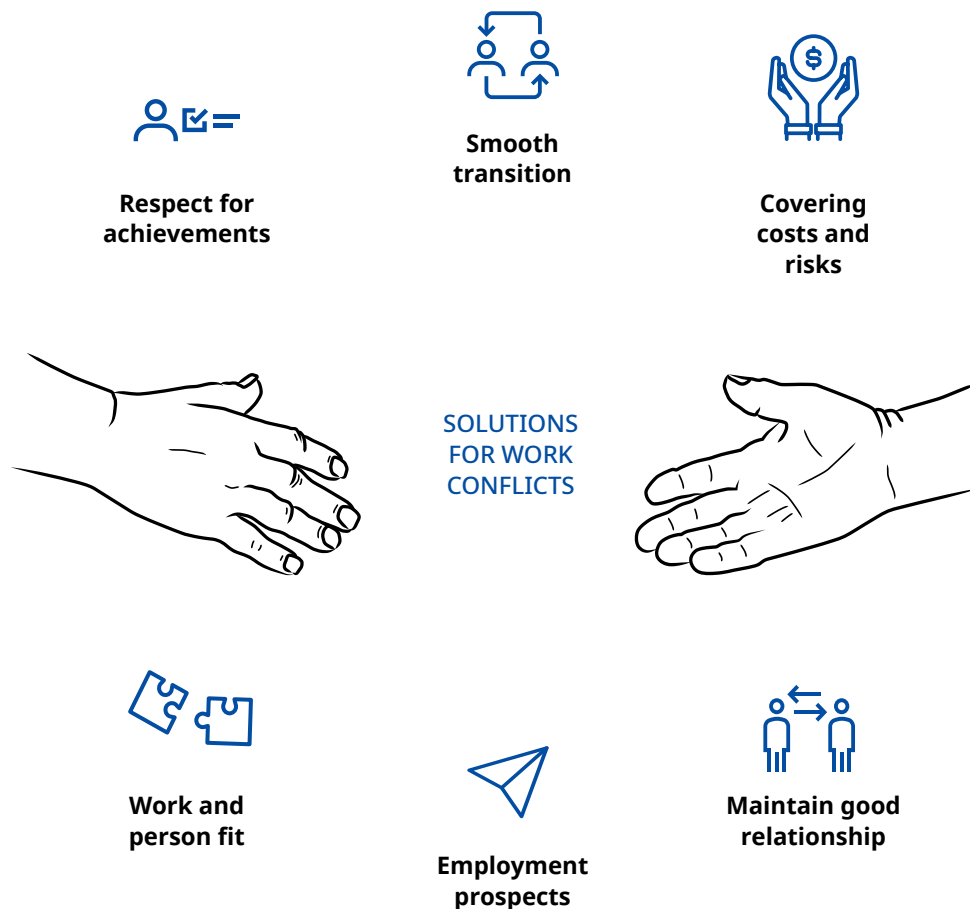 Smooth
transition
Respect for
achievements
Covering
costs and
risks
SOLUTIONS
FOR WORK
CONFLICTS
Work and
person fit
Employment
prospects
Maintain good
relationship